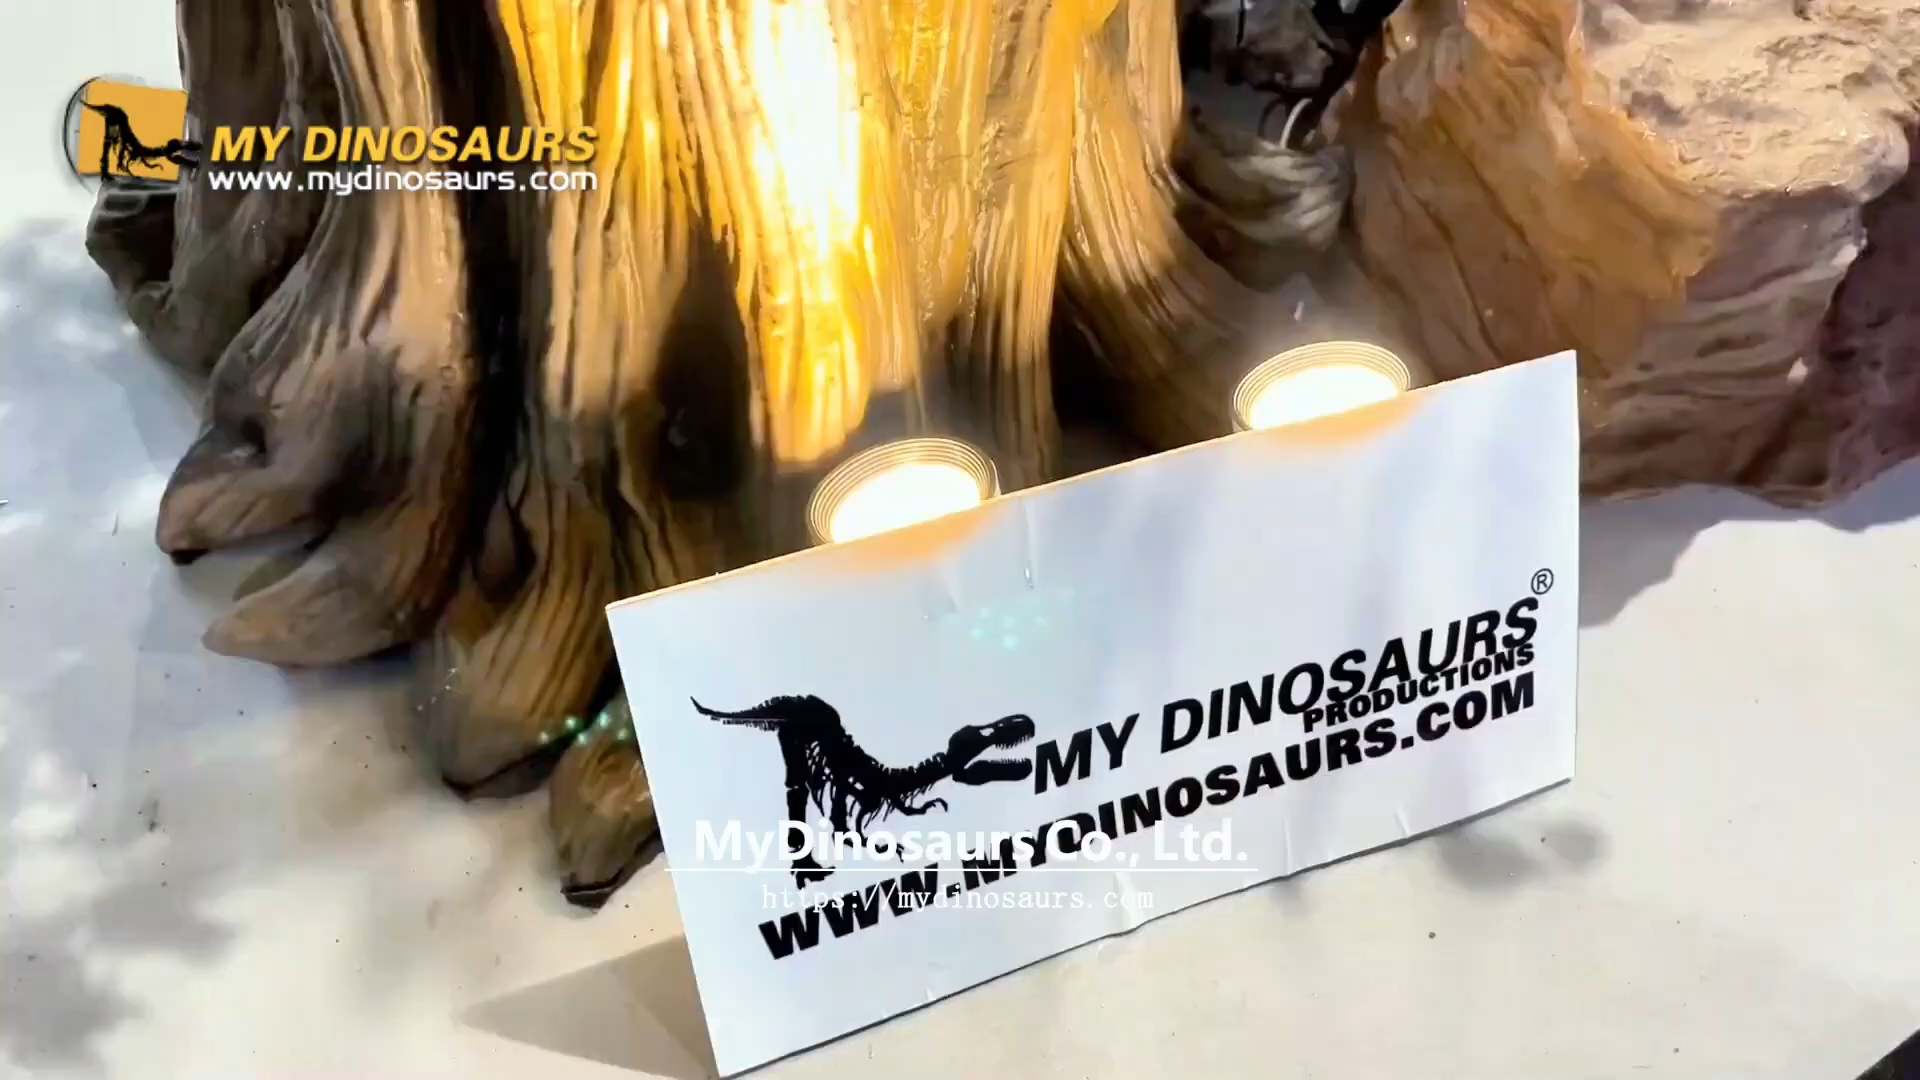 MY DINOSAURS
www.mydinosaurs.com
MY DINOSAURS®
PRODUCTIONS
WWW.MYDINOSAURS.COM
MyDinosaurs Co., Ltd.
https://mydinosaurs.com